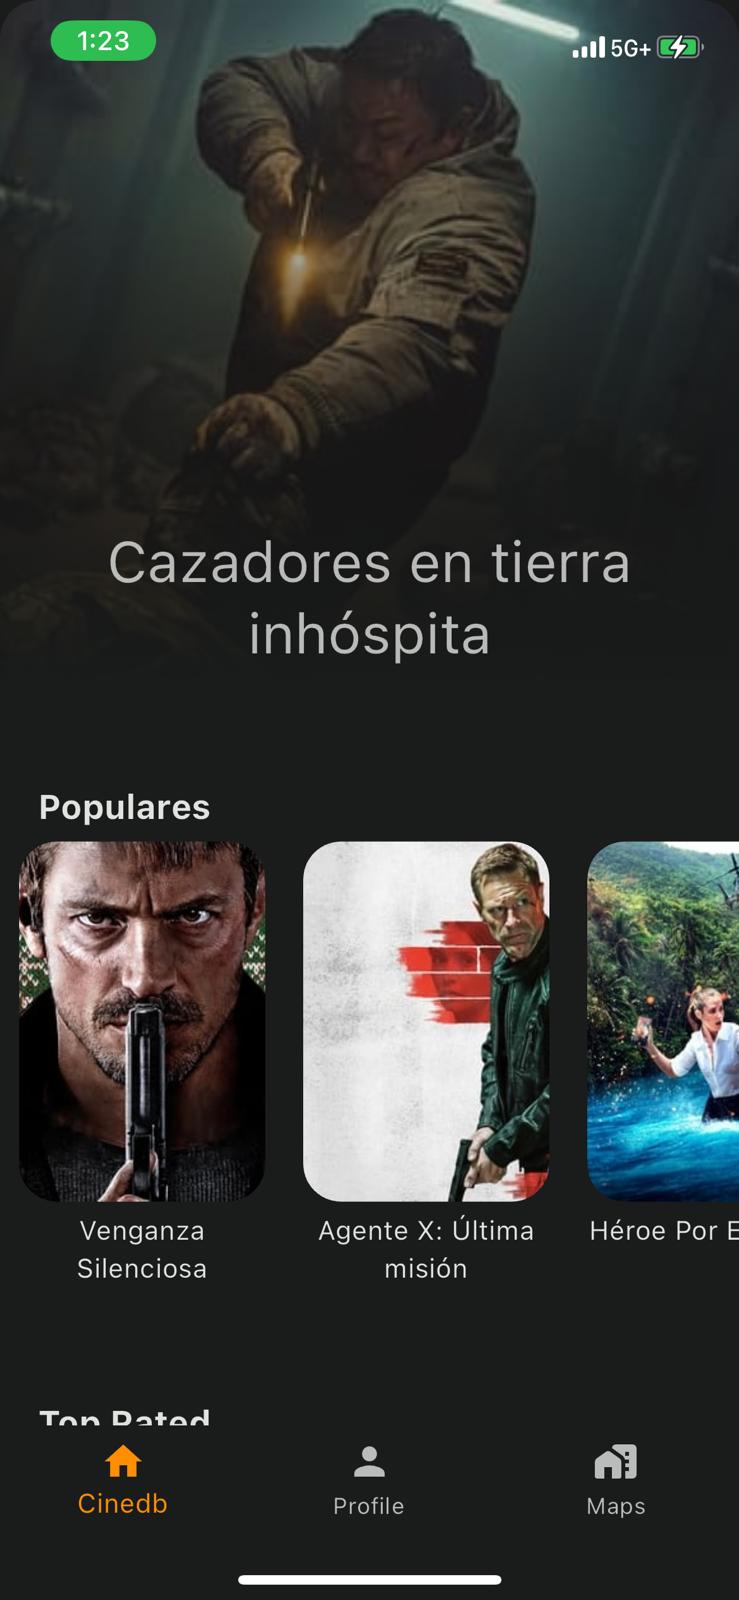 1:23
5G+
Cazadores en tierra
inhóspita
Populares
Venganza
Silenciosa
Agente X: Última
misión
Héroe Por
Top Rated
Cinedb
Profile
Maps